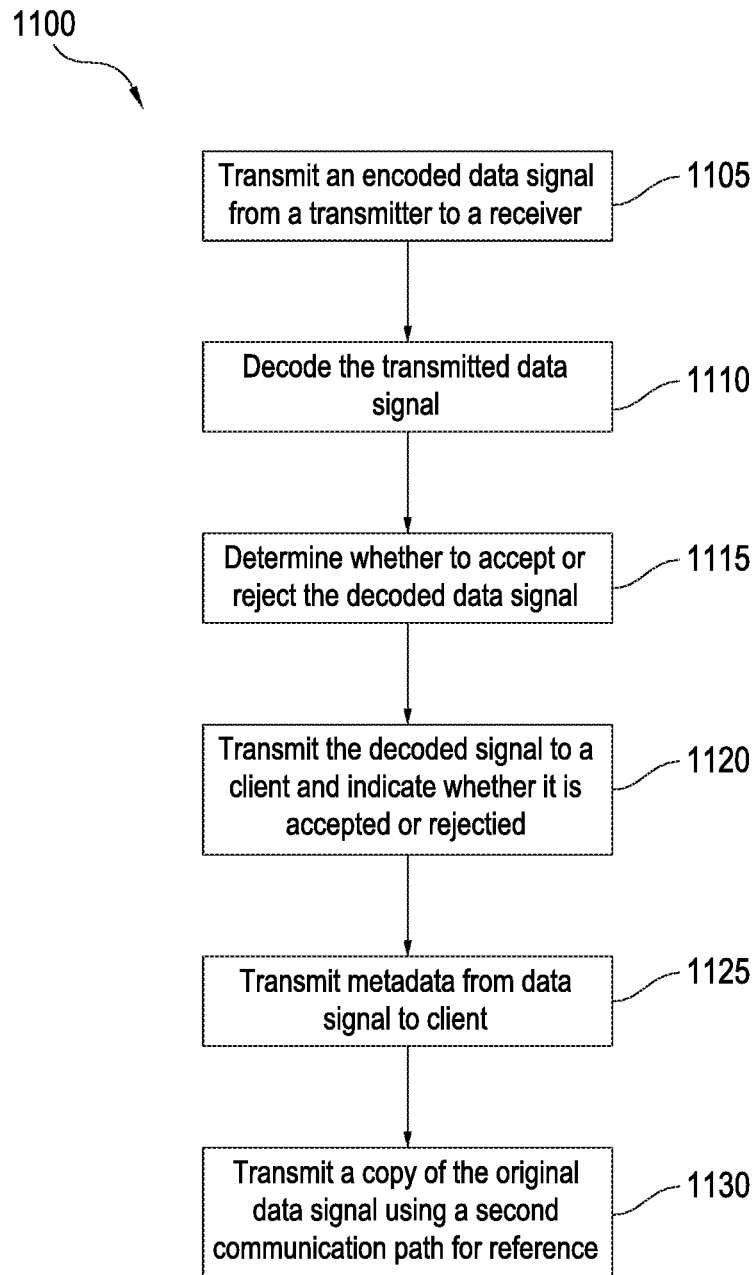 1100
Transmit an encoded data signal
from a transmitter to a receiver
1105
Decode the transmitted data
signal
1110
Determine whether to accept or
reject the decoded data signal
1115
Transmit the decoded signal to a
client and indicate whether it is
accepted or rejectied
1120
Transmit metadata from data
signal to client
1125
Transmit a copy of the original
data signal using a second
communication path for reference
1130